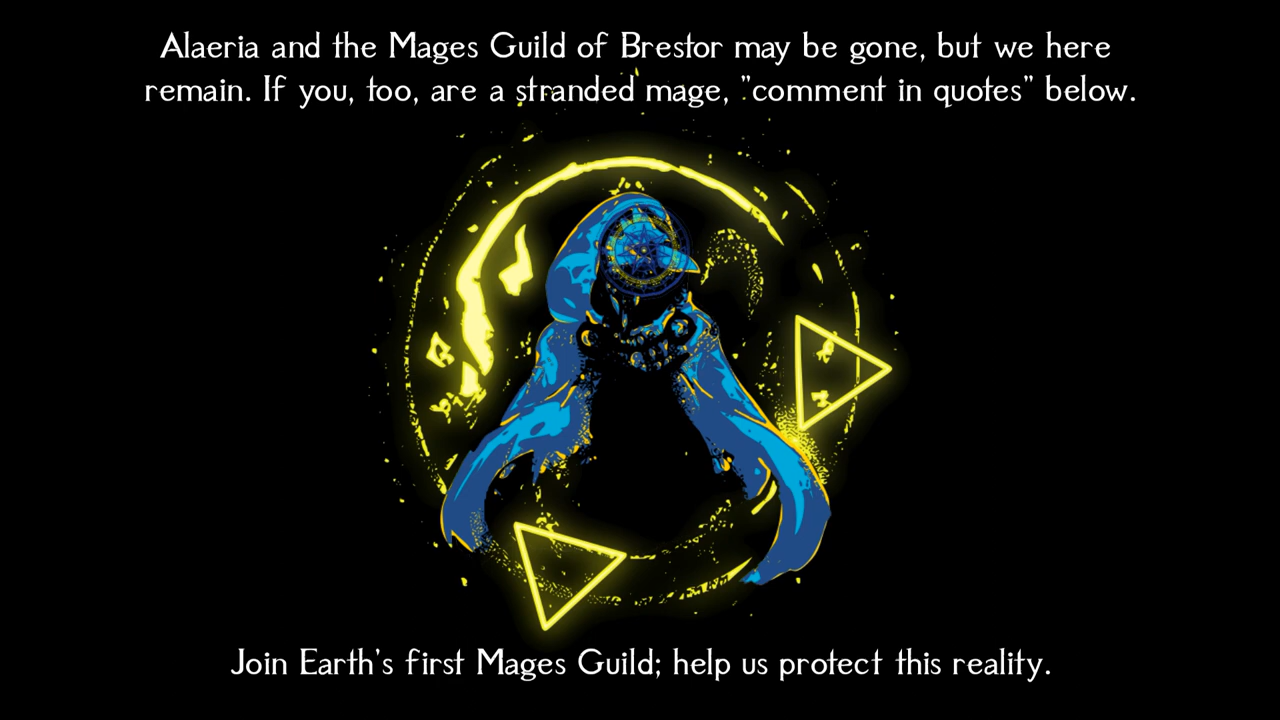 Alaeria and the Mages Guild of Brestor may be gone, but we here
remain. If you, too, are a stranded mage, "comment in quotes" below.
Join Earth's first Mages Guild; help us protect this reality.